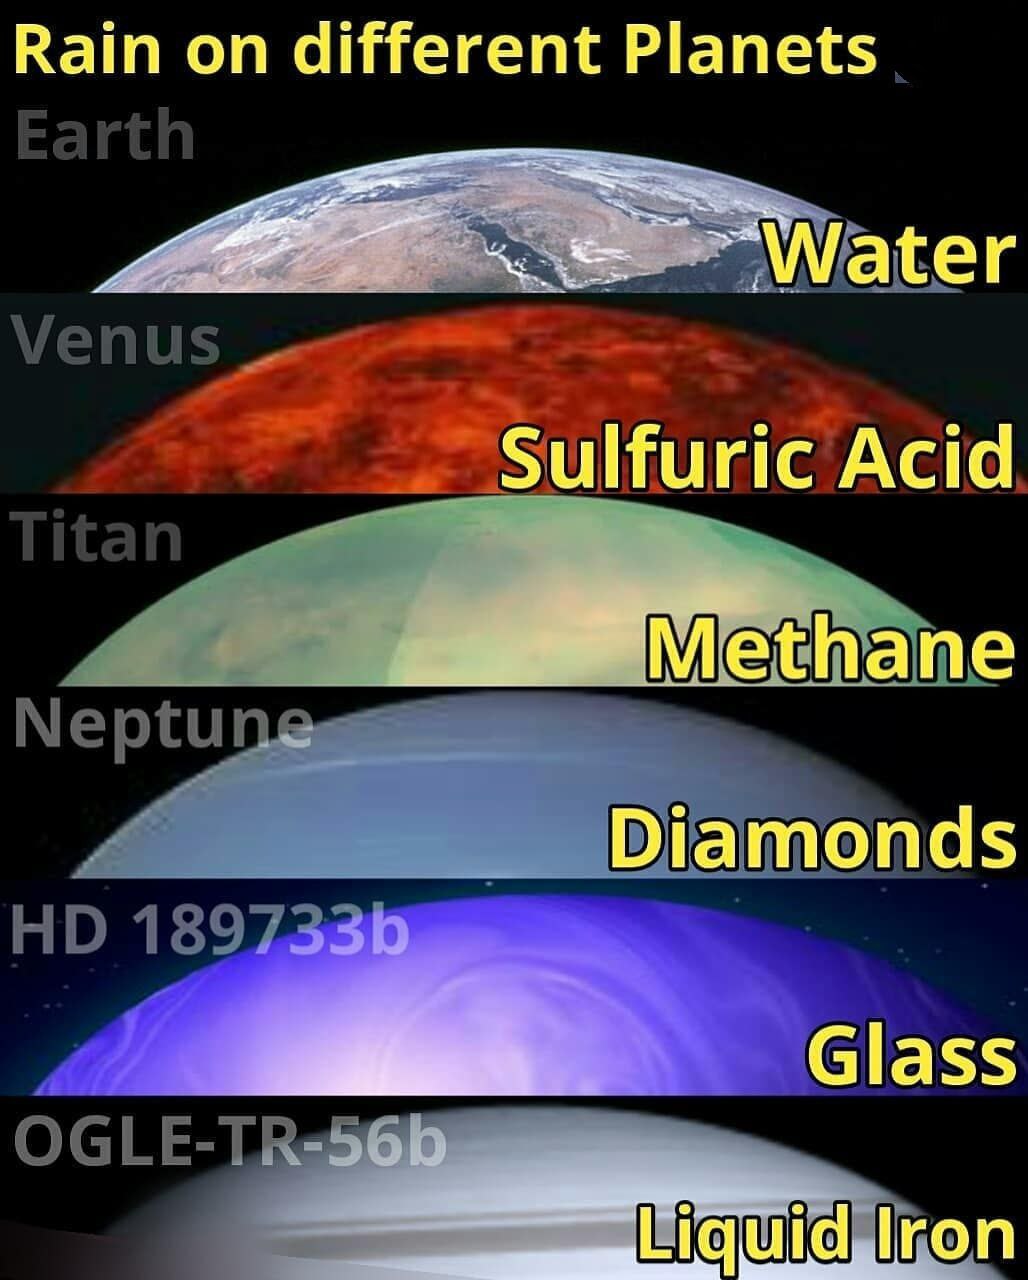 Rain on different Planets
Earth
Water
Venus
Sulfuric Acid
Titan
Methane
Neptune
Diamonds
HD 189733b
Glass
OGLE-TR-56b
Liquid Iron